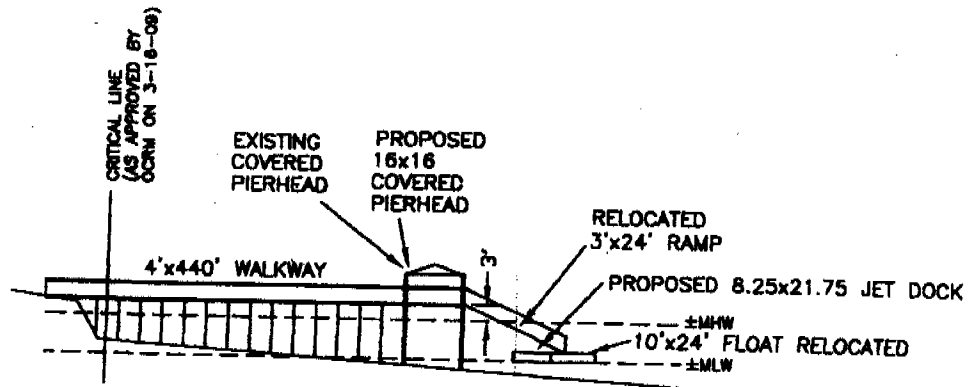 CRITICAL LINE
(AS APPROVED BY
OCRM ON 3-18-09)
EXISTING
COVERED
PIERHEAD
PROPOSED
16x16
COVERED
PIERHEAD
RELOCATED
3'x24' RAMP
3'
4'x440' WALKWAY
PROPOSED 8.25x21.75 JET DOCK
±MHW
10'x24' FLOAT RELOCATED
±MLW